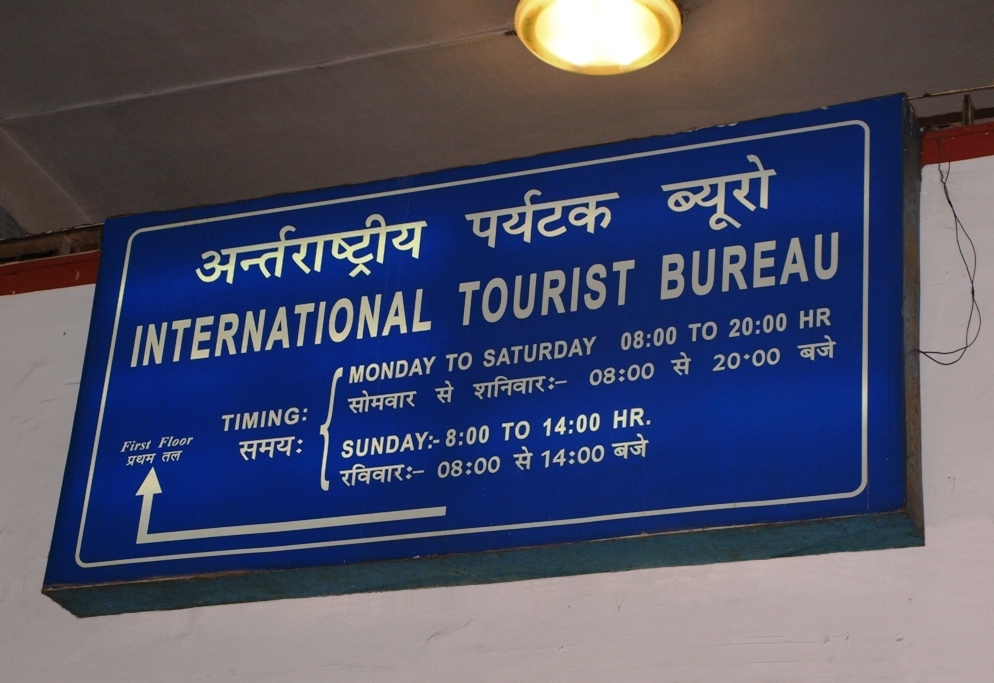 अर्न्तराष्ट्रीय पर्यटक ब्यूरो
INTERNATIONAL TOURIST BUREAU
MONDAY TO SATURDAY 08:00 TO 20:00 HR
सोमवार से शनिवार:– 08:00 से 20:00 बजे
TIMING:
समय:
SUNDAY:- 8:00 TO 14:00 HR.
रविवार:– 08:00 से 14:00 बजे
First Floor
प्रथम तल